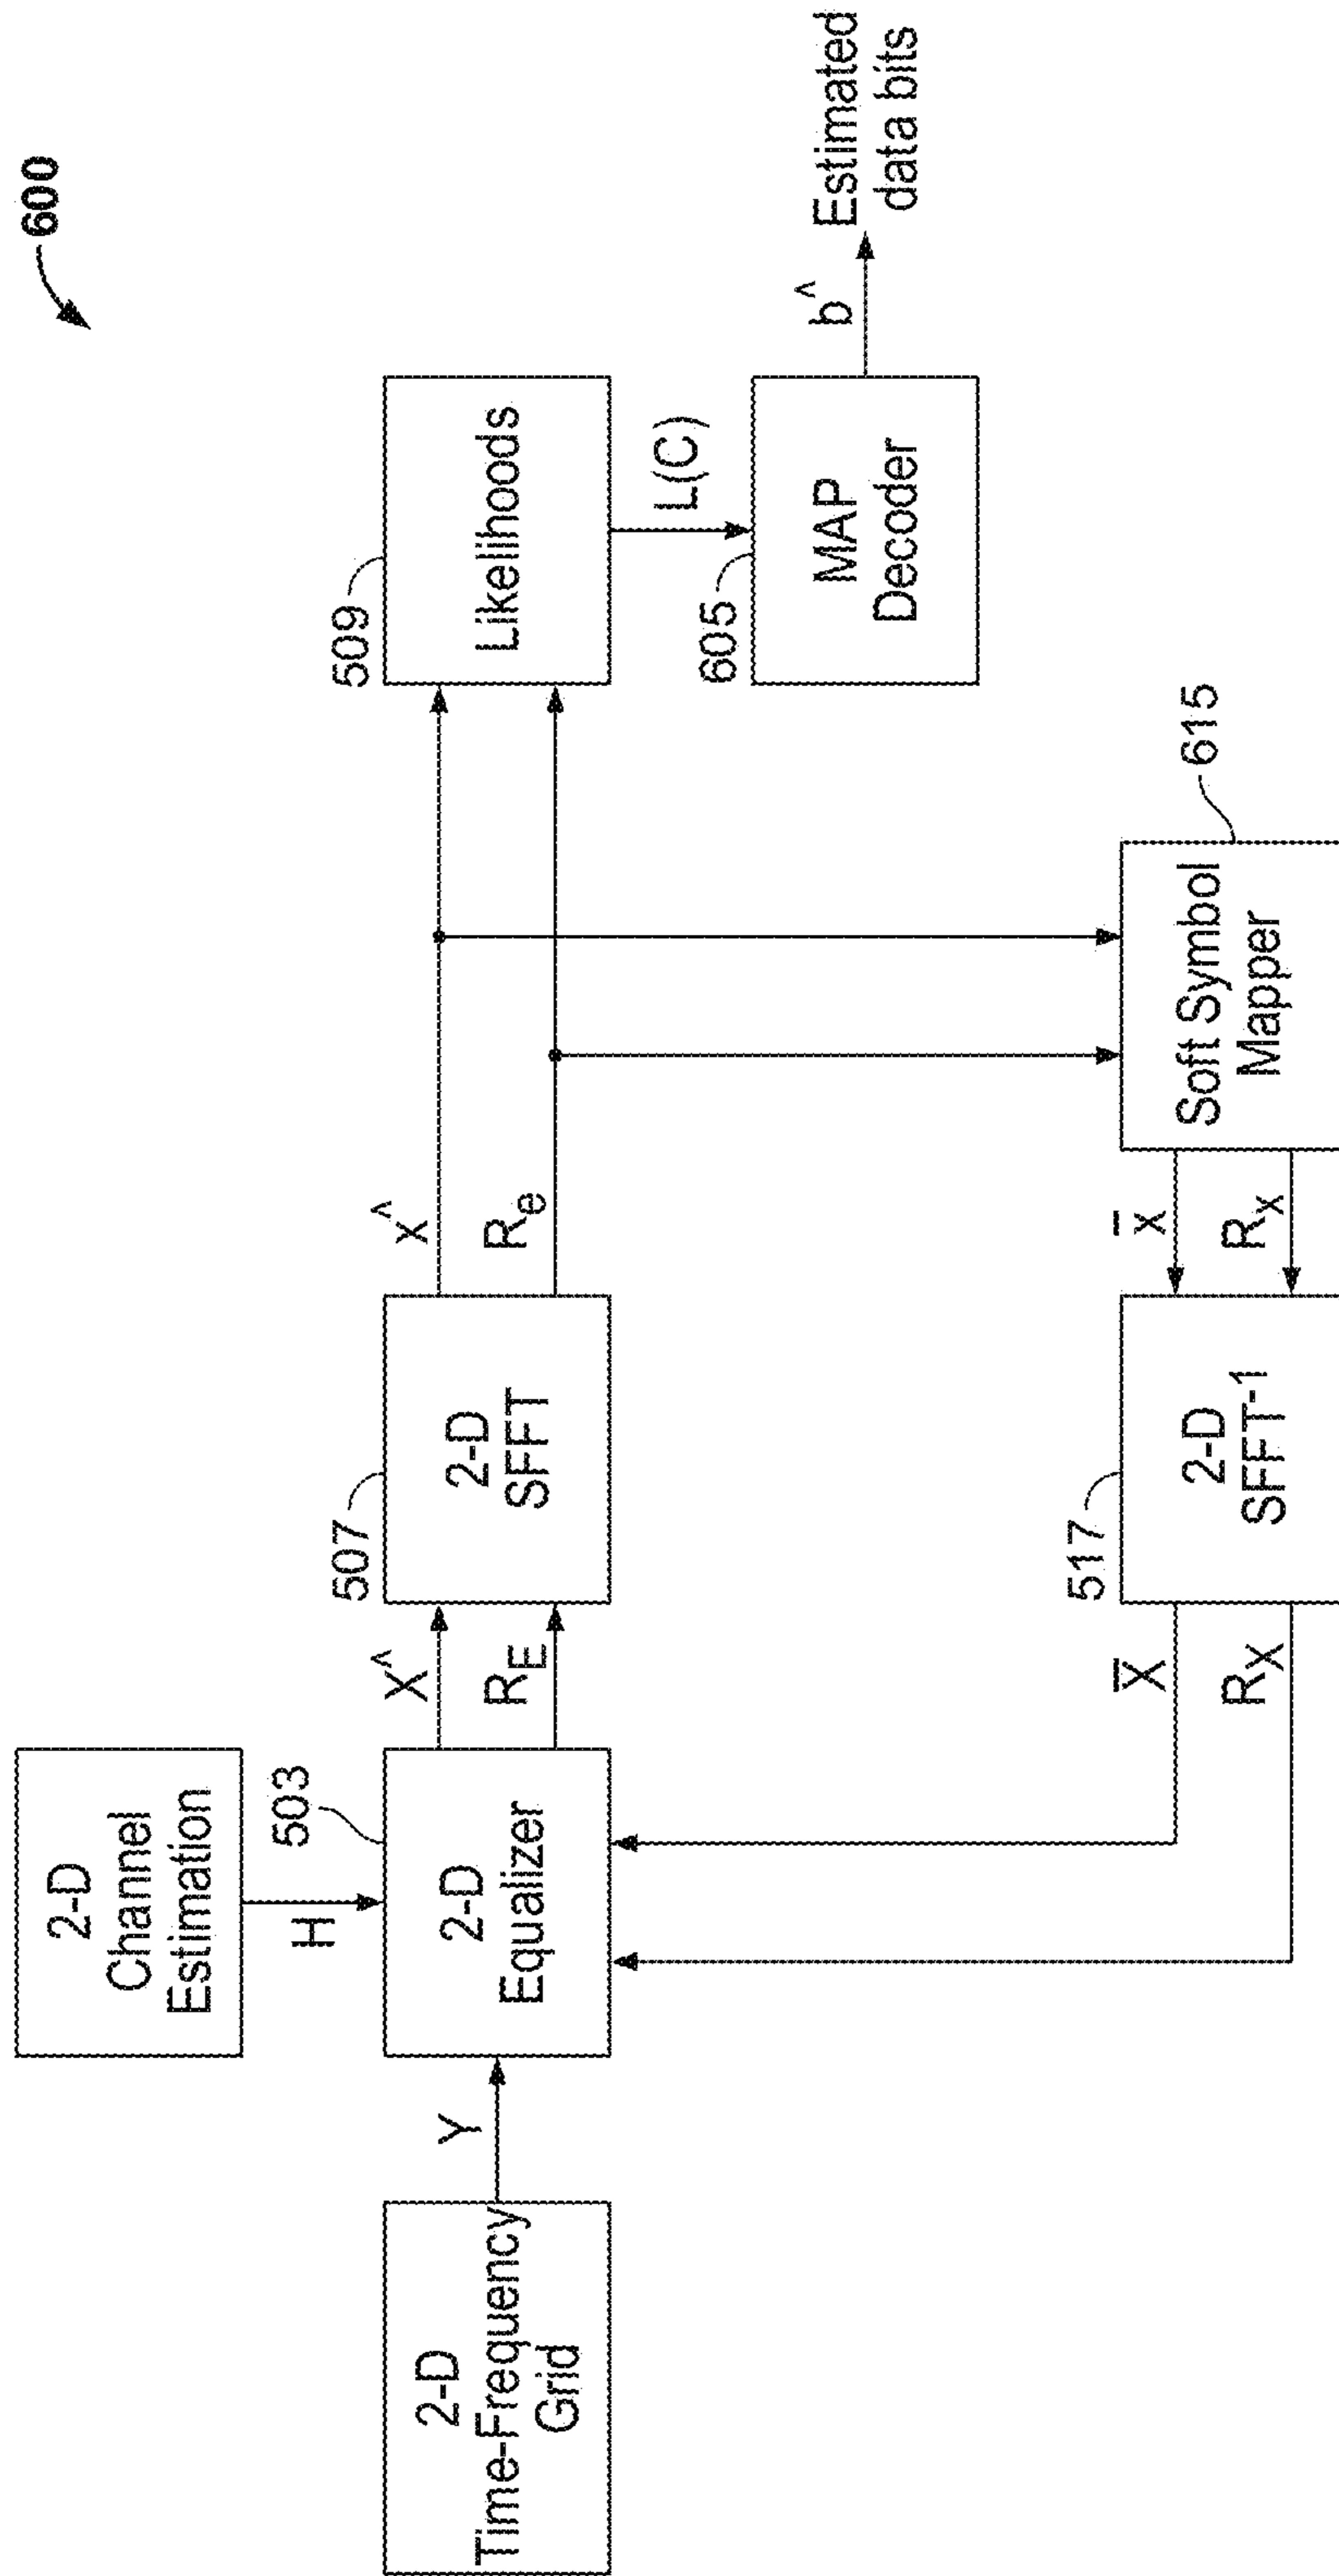 600
2-D
Channel
Estimation
H
503
507
509
2-D
Time-Frequency
Grid
Y
2-D
Equalizer
X^
R_E
2-D
SFFT
x^
R_e
Likelihoods
L(C)
605
MAP
Decoder
b^
Estimated
data bits
517
615
X̅
R_X
2-D
SFFT-1
x̅
R_x
Soft Symbol
Mapper